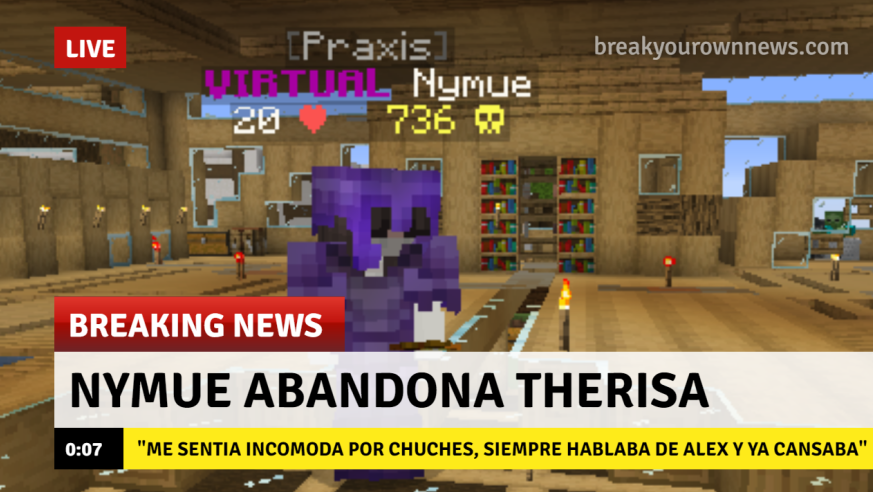 LIVE
breakyourownnews.com
[Praxis]
VIRTUAL Nymue
20 736
BREAKING NEWS
NYMUE ABANDONA THERISA
0:07 "ME SENTIA INCOMODA POR CHUCHES, SIEMPRE HABLABA DE ALEX Y YA CANSABA"